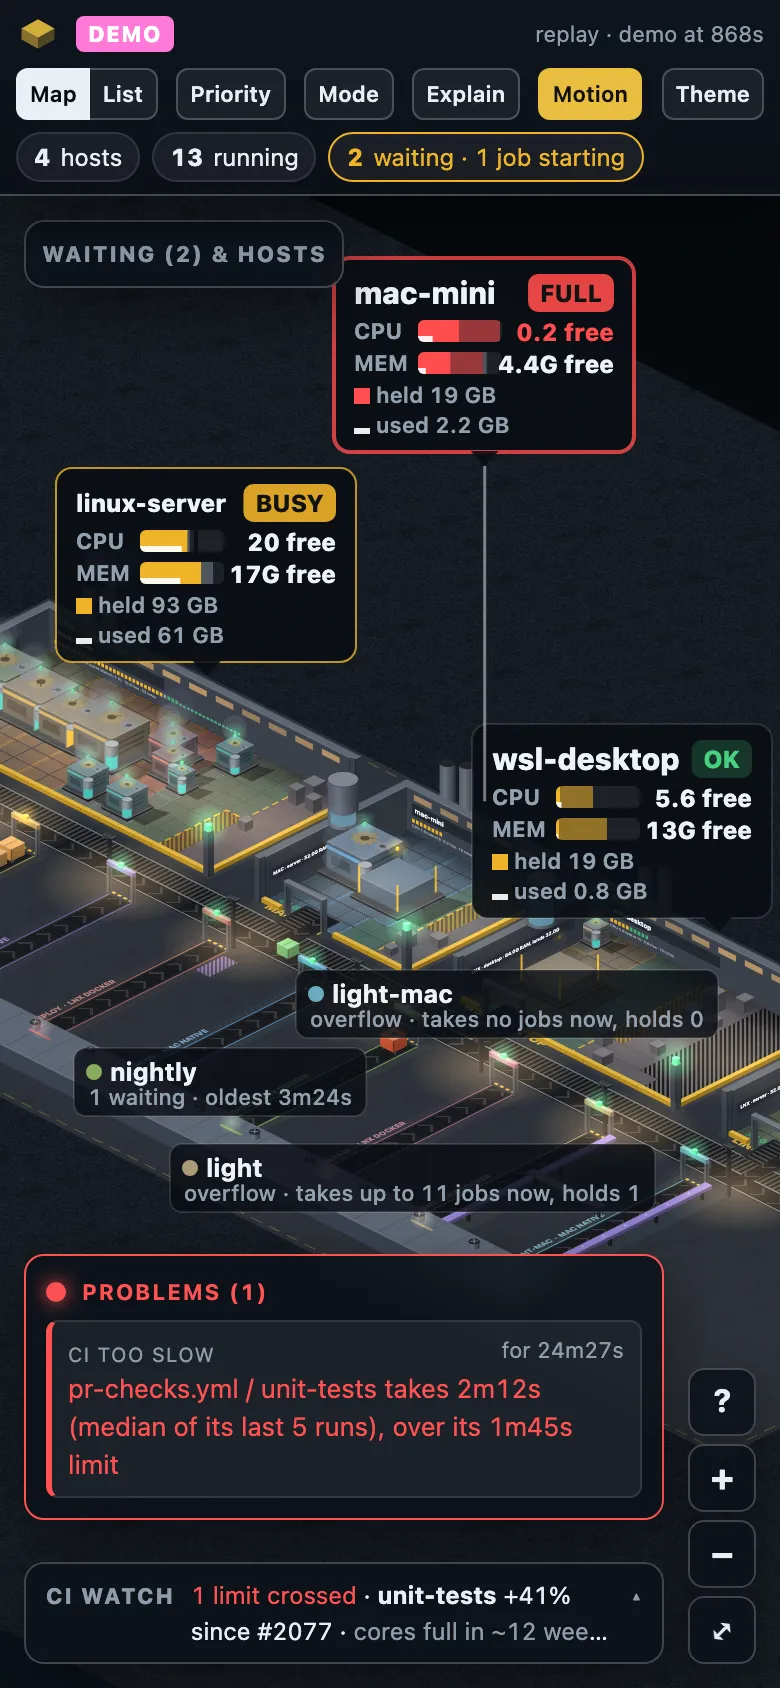 DEMO
replay · demo at 868s
Map List Priority Mode Explain Motion Theme
4 hosts
13 running
2 waiting · 1 job starting
WAITING (2) & HOSTS
mac-mini FULL
CPU 0.2 free
MEM 4.4G free
held 19 GB
used 2.2 GB
linux-server BUSY
CPU 20 free
MEM 17G free
held 93 GB
used 61 GB
wsl-desktop OK
CPU 5.6 free
MEM 13G free
held 19 GB
used 0.8 GB
mac-mini
light-mac
overflow · takes no jobs now, holds 0
nightly
1 waiting · oldest 3m24s
light
overflow · takes up to 11 jobs now, holds 1
PROBLEMS (1)
CI TOO SLOW
for 24m27s
pr-checks.yml / unit-tests takes 2m12s
(median of its last 5 runs), over its 1m45s
limit
?
+
−
CI WATCH 1 limit crossed · unit-tests +41%
since #2077 · cores full in ~12 wee...